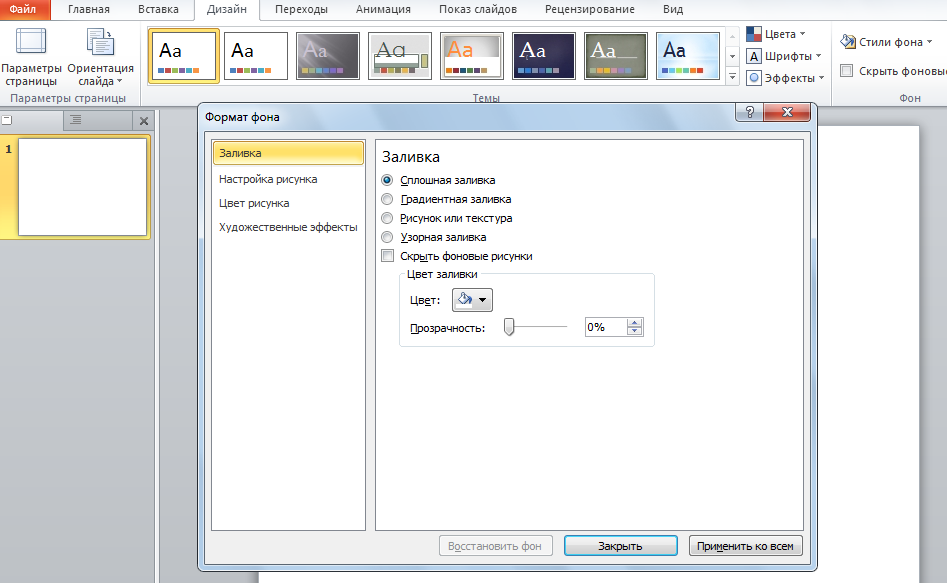 Файл Главная Вставка Дизайн Переходы Анимация Показ слайдов Рецензирование Вид
Параметры страницы
Ориентация слайда
Aa Aa Aa Aa Aa Aa Aa Aa
Цвета
Шрифты
Эффекты
Стили фона
Скрыть фоновые
Параметры страницы
Темы
Фон
1
Формат фона
?
Заливка
Настройка рисунка
Цвет рисунка
Художественные эффекты
Заливка
Сплошная заливка
Градиентная заливка
Рисунок или текстура
Узорная заливка
Скрыть фоновые рисунки
Цвет заливки
Цвет:
Прозрачность: 0%
Восстановить фон Закрыть Применить ко всем